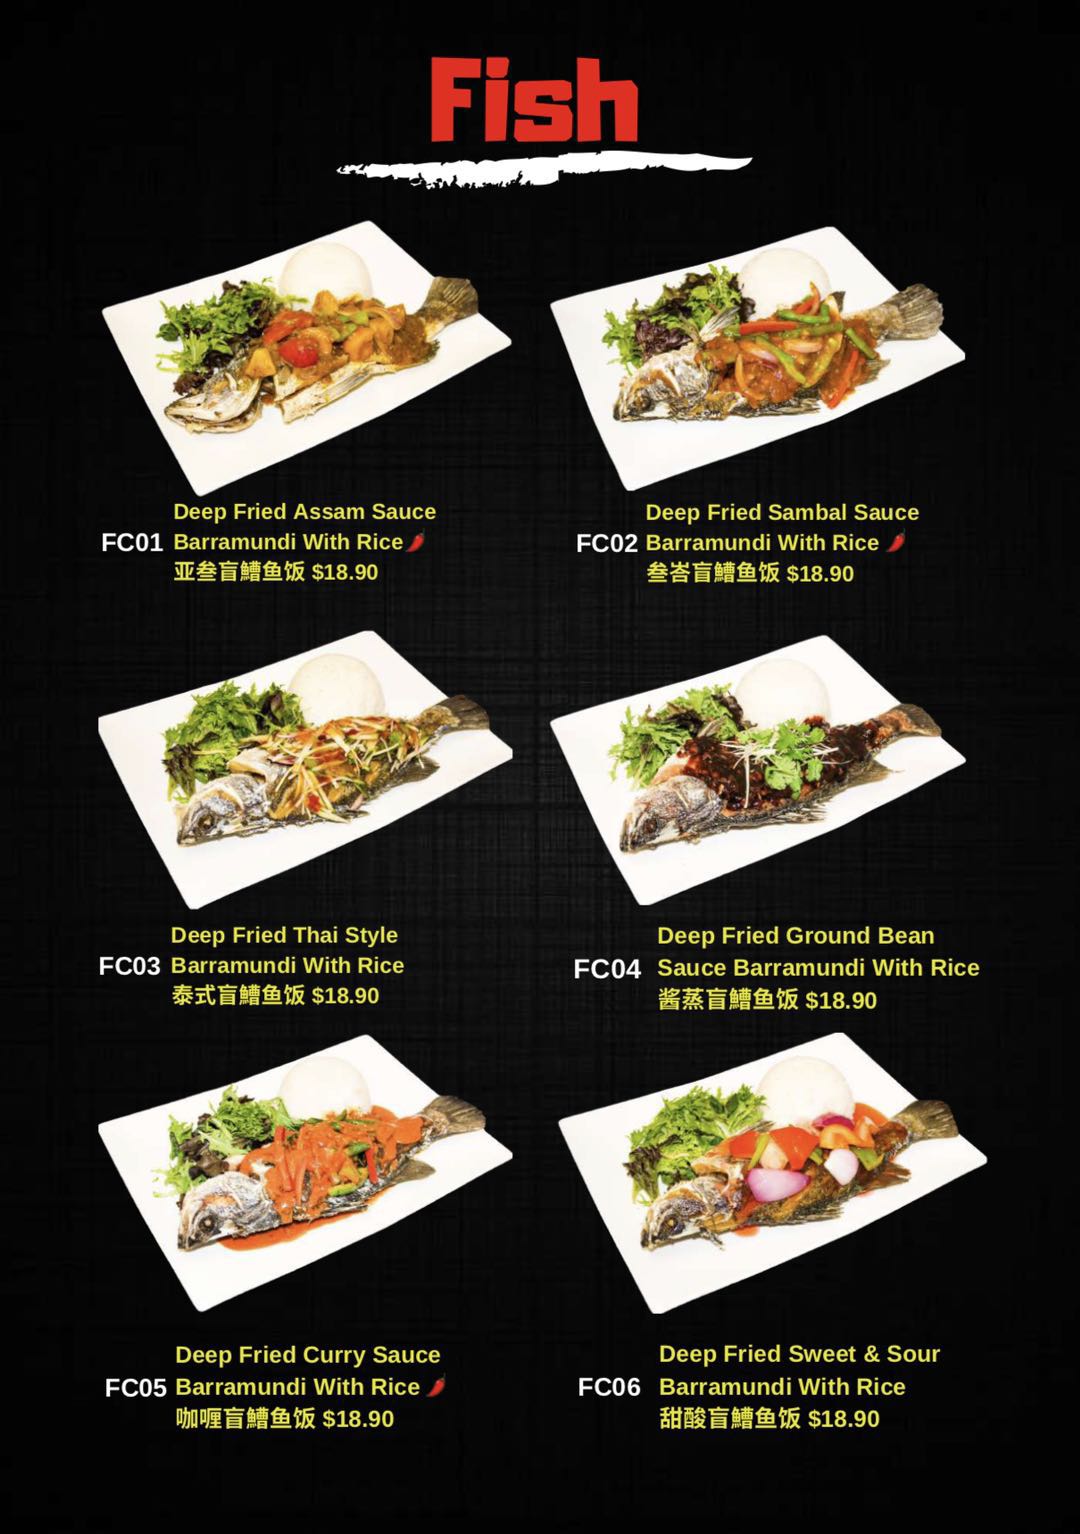 Fish
Deep Fried Assam Sauce
FC01 Barramundi With Rice🌶️
亚叁盲鰽鱼饭 $18.90
Deep Fried Sambal Sauce
FC02 Barramundi With Rice 🌶️
叁峇盲鰽鱼饭 $18.90
Deep Fried Thai Style
FC03 Barramundi With Rice
泰式盲鰽鱼饭 $18.90
Deep Fried Ground Bean
FC04 Sauce Barramundi With Rice
酱蒸盲鰽鱼饭 $18.90
Deep Fried Curry Sauce
FC05 Barramundi With Rice 🌶️
咖喱盲鰽鱼饭 $18.90
Deep Fried Sweet & Sour
FC06 Barramundi With Rice
甜酸盲鰽鱼饭 $18.90